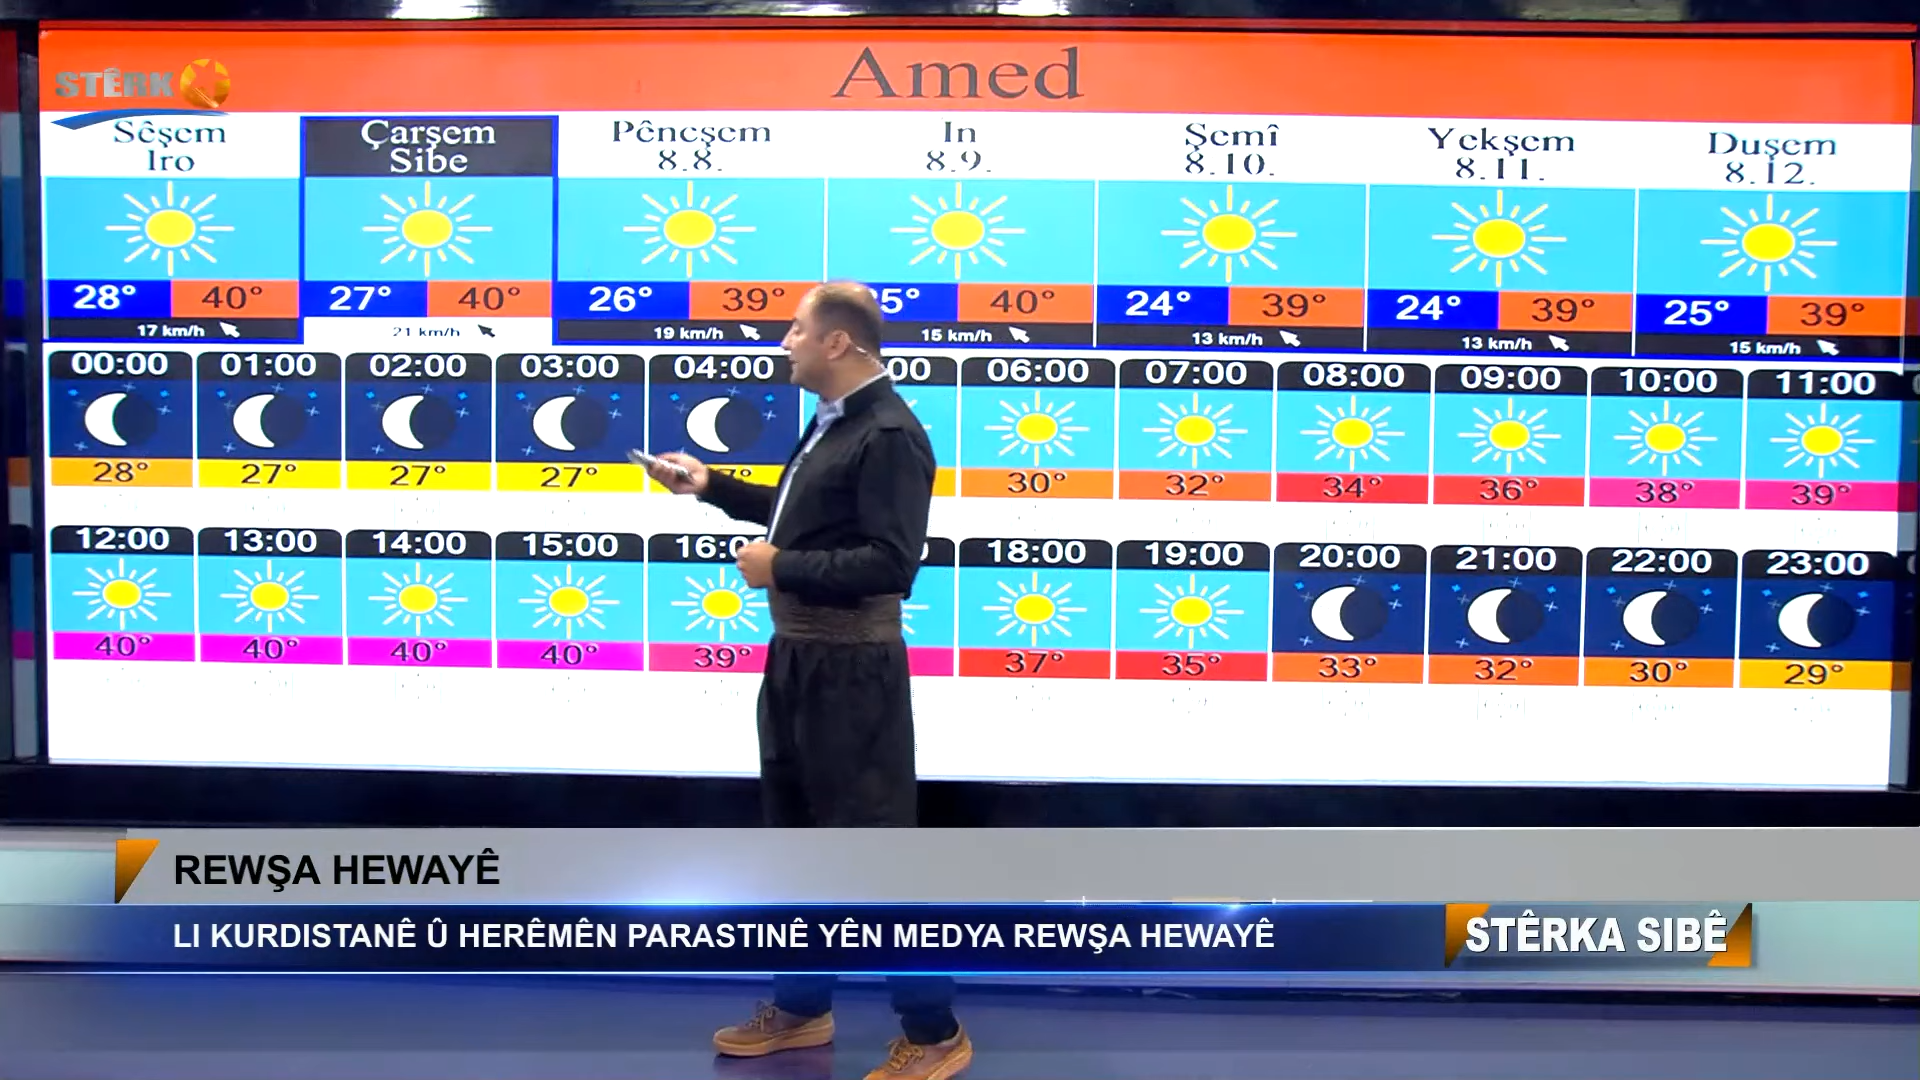 Amed
STÊRK
Sêşem
Iro
Çarşem
Sibe
Pêncşem
8.8.
In
8.9.
Şemî
8.10.
Yekşem
8.11.
Duşem
8.12.
28° 40° 27° 40° 26° 39° 40° 24° 39° 24° 39° 25° 39°
17 km/h 21 km/h 19 km/h 15 km/h 13 km/h 13 km/h 15 km/h
00:00 01:00 02:00 03:00 04:00 06:00 07:00 08:00 09:00 10:00 11:00
28° 27° 27° 27° 30° 32° 34° 36° 38° 39°
12:00 13:00 14:00 15:00 18:00 19:00 20:00 21:00 22:00 23:00
40° 40° 40° 40° 39° 37° 35° 33° 32° 30° 29°
REWŞA HEWAYÊ
LI KURDISTANÊ Û HERÊMÊN PARASTINÊ YÊN MEDYA REWŞA HEWAYÊ
STÊRKA SIBÊ